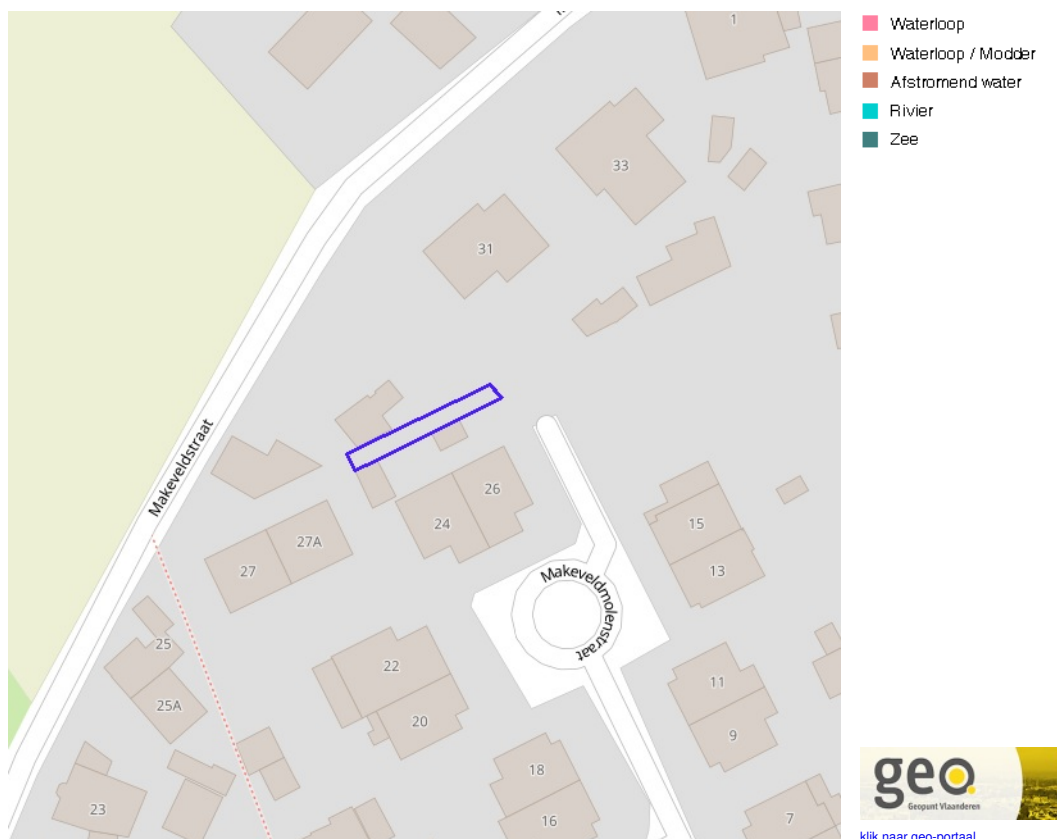 1
33
31
Makeveldstraat
26
24
27A
27
15
13
Makeveldmolenstraat
25
25A
22
20
11
9
18
16
23
7
Waterloop
Waterloop / Modder
Afstromend water
Rivier
Zee
geo
Geopunt Vlaanderen
klik naar geo-portaal